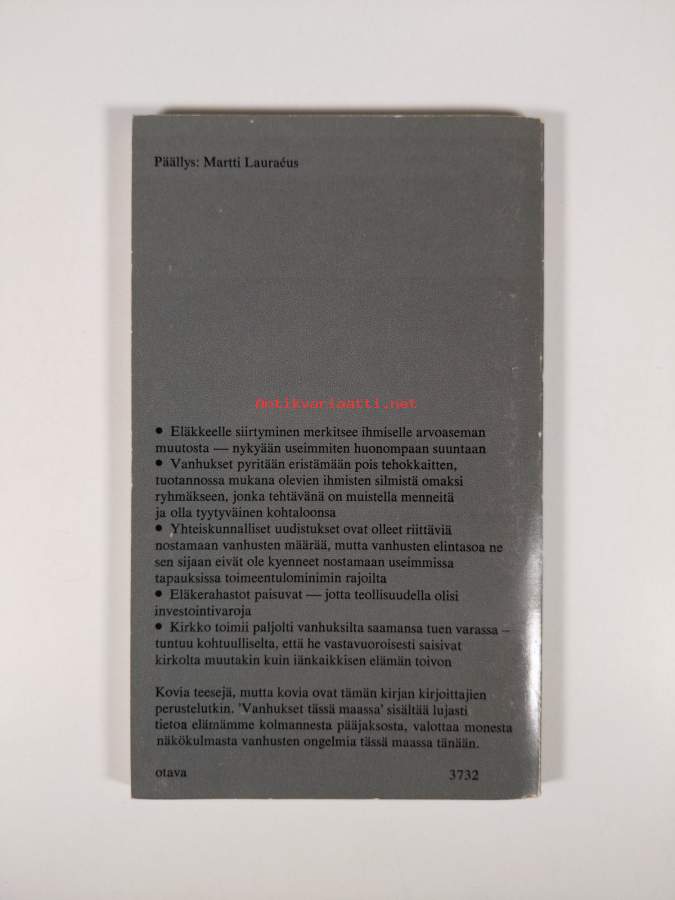 Päällys: Martti Lauraéus
Antikvariaatti.net
• Eläkkeelle siirtyminen merkitsee ihmiselle arvoaseman
muutosta — nykyään useimmiten huonompaan suuntaan
• Vanhukset pyritään eristämään pois tehokkaitten,
tuotannossa mukana olevien ihmisten silmistä omaksi
ryhmäkseen, jonka tehtävänä on muistella menneitä
ja olla tyytyväinen kohtaloonsa
• Yhteiskunnalliset uudistukset ovat olleet riittäviä
nostamaan vanhusten määrää, mutta vanhusten elintasoa ne
sen sijaan eivät ole kyenneet nostamaan useimmissa
tapauksissa toimeentulominimin rajoilta
• Eläkerahastot paisuvat — jotta teollisuudella olisi
investointivaroja
• Kirkko toimii paljolti vanhuksilta saamansa tuen varassa –
tuntuu kohtuulliselta, että he vastavuoroisesti saisivat
kirkolta muutakin kuin iänkaikkisen elämän toivon
Kovia teesejä, mutta kovia ovat tämän kirjan kirjoittajien
perustelutkin. 'Vanhukset tässä maassa' sisältää lujasti
tietoa elämämme kolmannesta pääjaksosta, valottaa monesta
näkökulmasta vanhusten ongelmia tässä maassa tänään.
otava 3732